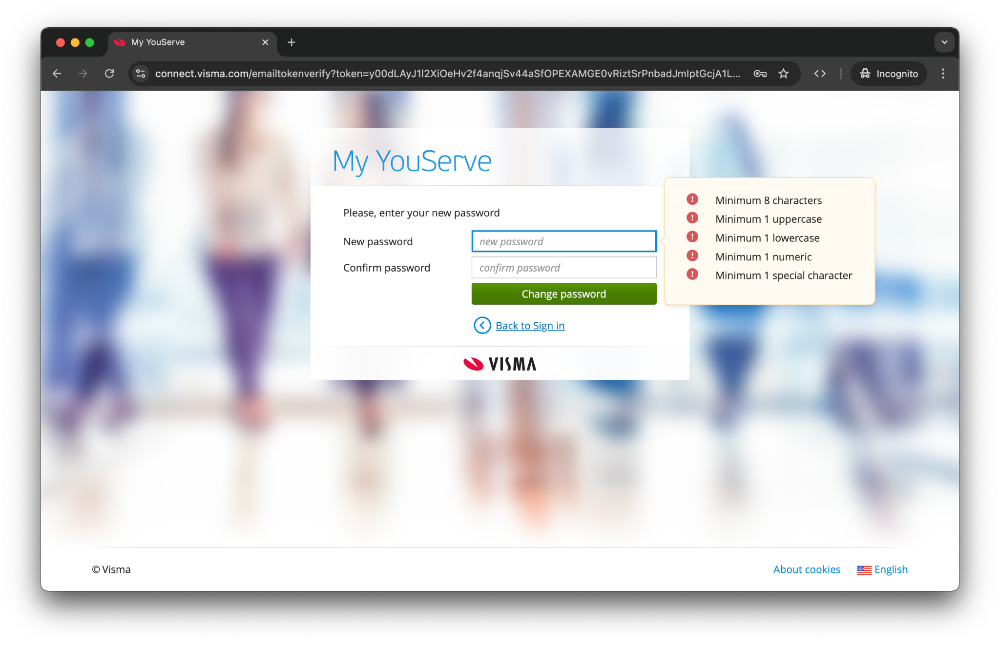 My YouServe
connect.visma.com/emailtokenverify?token=y00dLAyJ1l2XiOeHv2f4anqjSv44aSfOPEXAMGE0vRiztSrPnbadJmIptGcjA1L...
Incognito
My YouServe
Please, enter your new password
New password
new password
Confirm password
confirm password
Change password
Back to Sign in
Minimum 8 characters
Minimum 1 uppercase
Minimum 1 lowercase
Minimum 1 numeric
Minimum 1 special character
VISMA
© Visma
About cookies
English